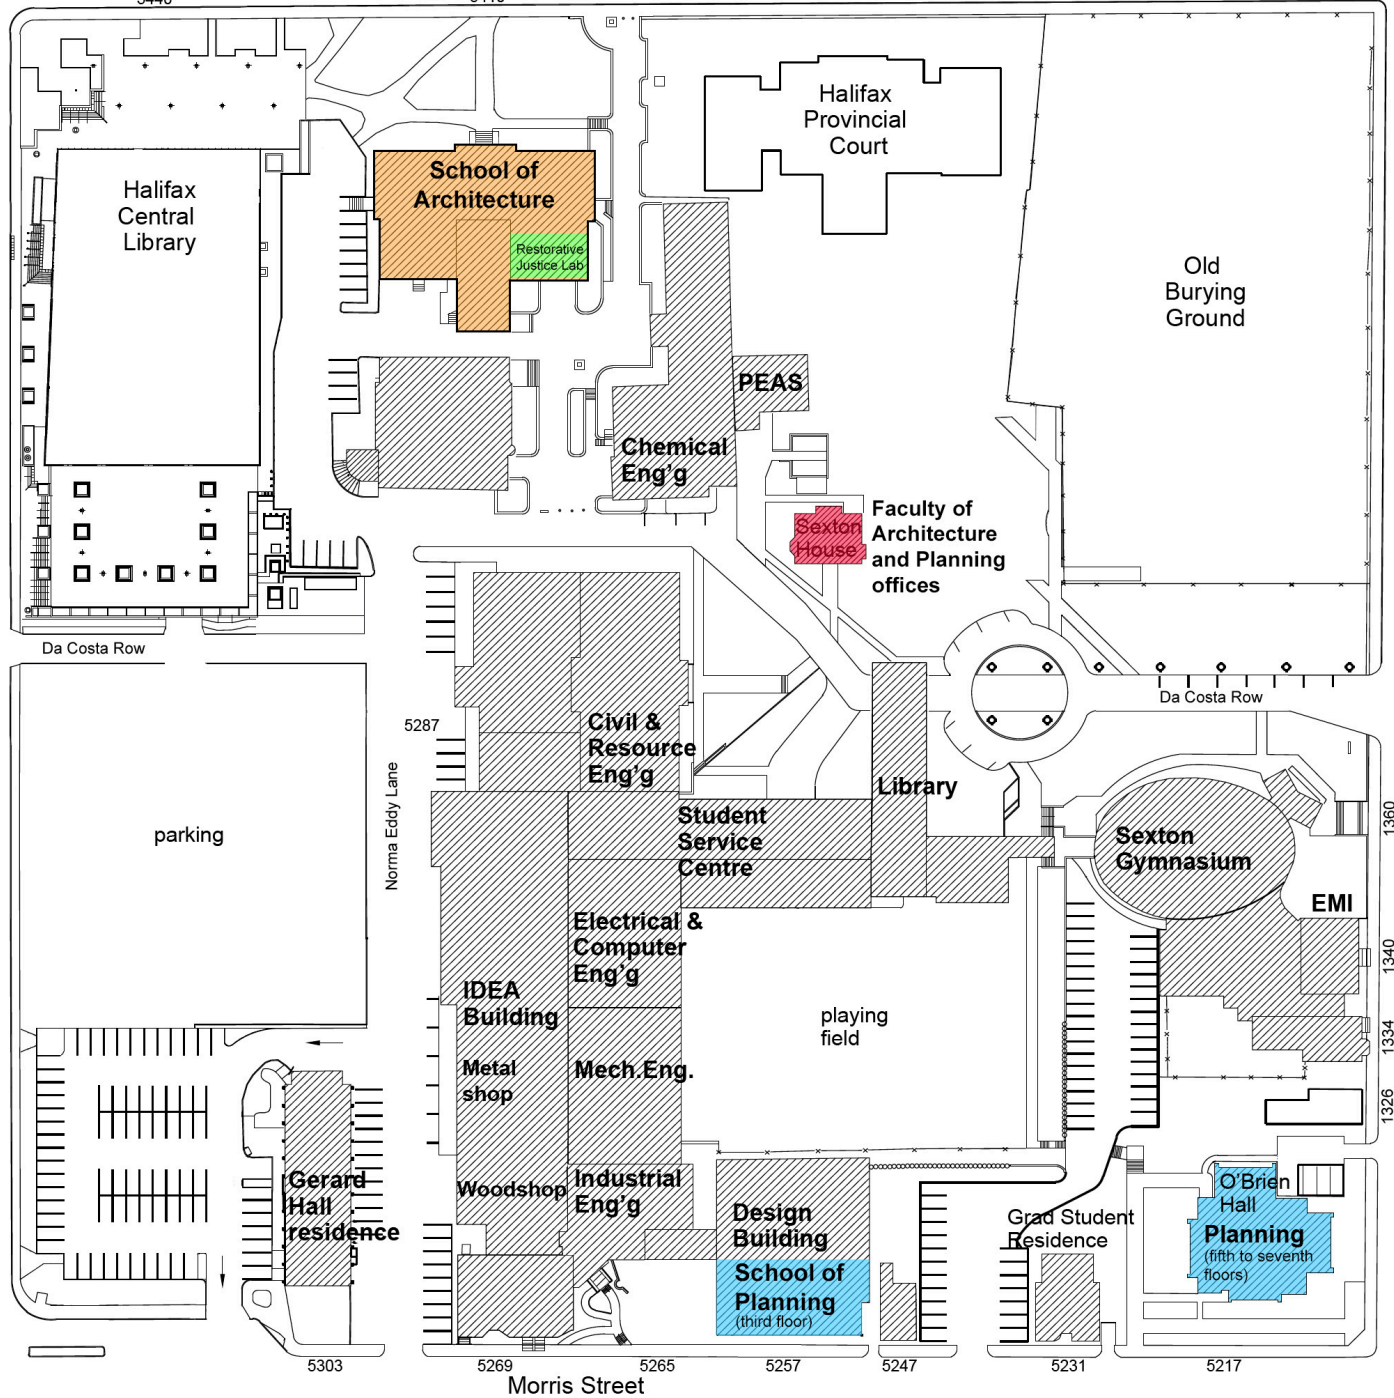 Halifax
Provincial
Court
School of
Architecture
Halifax
Central
Library
Restorative
Justice Lab
Old
Burying
Ground
PEAS
Chemical
Eng'g
Sexton
House
Faculty of
Architecture
and Planning
offices
Da Costa Row
Da Costa Row
5287
Civil &
Resource
Eng'g
Norma Eddy Lane
parking
Library
Student
Service
Centre
Sexton
Gymnasium
1360
EMI
Electrical &
Computer
Eng'g
1340
IDEA
Building
playing
field
1334
Metal
shop
Mech.Eng.
1326
Gerard
Hall
residence
Woodshop
Industrial
Eng'g
Design
Building
Grad Student
Residence
O'Brien
Hall
Planning
(fifth to seventh
floors)
School of
Planning
(third floor)
5303
5269
5265
5257
5247
5231
5217
Morris Street